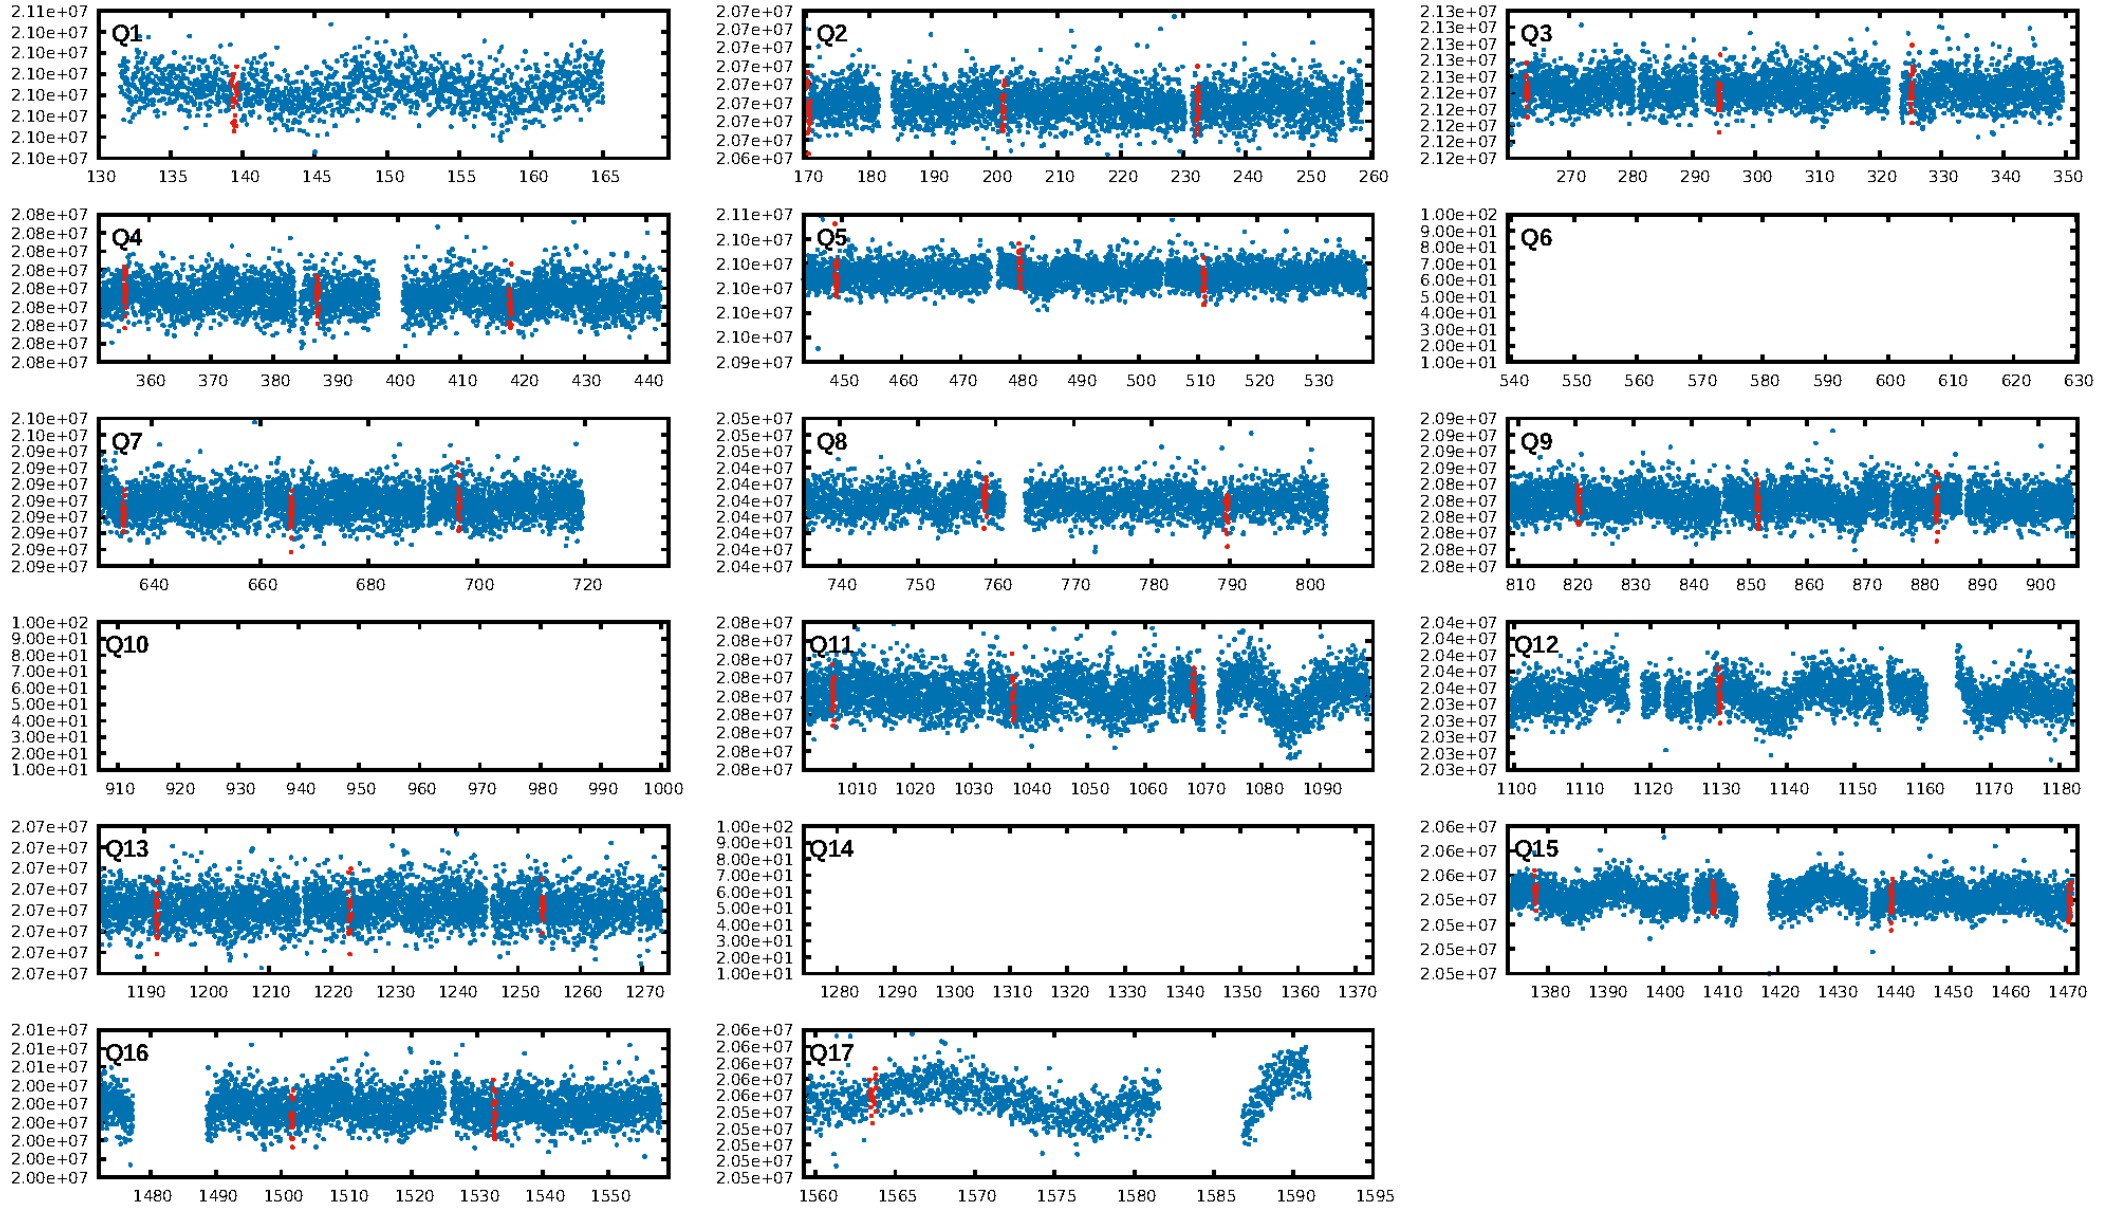 2.11e+07
2.10e+07
2.10e+07
2.10e+07
2.10e+07
2.10e+07
2.10e+07
2.10e+07
Q1
130 135 140 145 150 155 160 165
2.07e+07
2.07e+07
2.07e+07
2.07e+07
2.07e+07
2.07e+07
2.07e+07
2.07e+07
2.06e+07
Q2
170 180 190 200 210 220 230 240 250 260
2.13e+07
2.13e+07
2.13e+07
2.13e+07
2.13e+07
2.12e+07
2.12e+07
2.12e+07
2.12e+07
2.12e+07
Q3
270 280 290 300 310 320 330 340 350
2.08e+07
2.08e+07
2.08e+07
2.08e+07
2.08e+07
2.08e+07
2.08e+07
2.08e+07
2.08e+07
Q4
360 370 380 390 400 410 420 430 440
2.11e+07
2.10e+07
2.10e+07
2.10e+07
2.10e+07
2.10e+07
2.09e+07
Q5
450 460 470 480 490 500 510 520 530
1.00e+02
9.00e+01
8.00e+01
7.00e+01
6.00e+01
5.00e+01
4.00e+01
3.00e+01
2.00e+01
1.00e+01
Q6
540 550 560 570 580 590 600 610 620 630
2.10e+07
2.10e+07
2.09e+07
2.09e+07
2.09e+07
2.09e+07
2.09e+07
2.09e+07
2.09e+07
2.09e+07
Q7
640 660 680 700 720
2.05e+07
2.05e+07
2.05e+07
2.04e+07
2.04e+07
2.04e+07
2.04e+07
2.04e+07
2.04e+07
2.04e+07
Q8
740 750 760 770 780 790 800
2.09e+07
2.09e+07
2.09e+07
2.09e+07
2.08e+07
2.08e+07
2.08e+07
2.08e+07
2.08e+07
2.08e+07
Q9
810 820 830 840 850 860 870 880 890 900
1.00e+02
9.00e+01
8.00e+01
7.00e+01
6.00e+01
5.00e+01
4.00e+01
3.00e+01
2.00e+01
1.00e+01
Q10
910 920 930 940 950 960 970 980 990 1000
2.08e+07
2.08e+07
2.08e+07
2.08e+07
2.08e+07
2.08e+07
2.08e+07
2.08e+07
2.08e+07
Q11
1010 1020 1030 1040 1050 1060 1070 1080 1090
2.04e+07
2.04e+07
2.04e+07
2.04e+07
2.04e+07
2.03e+07
2.03e+07
2.03e+07
2.03e+07
2.03e+07
Q12
1100 1110 1120 1130 1140 1150 1160 1170 1180
2.07e+07
2.07e+07
2.07e+07
2.07e+07
2.07e+07
2.07e+07
2.07e+07
2.07e+07
Q13
1190 1200 1210 1220 1230 1240 1250 1260 1270
1.00e+02
9.00e+01
8.00e+01
7.00e+01
6.00e+01
5.00e+01
4.00e+01
3.00e+01
2.00e+01
1.00e+01
Q14
1280 1290 1300 1310 1320 1330 1340 1350 1360 1370
2.06e+07
2.06e+07
2.06e+07
2.05e+07
2.05e+07
2.05e+07
2.05e+07
Q15
1380 1390 1400 1410 1420 1430 1440 1450 1460 1470
2.01e+07
2.01e+07
2.01e+07
2.00e+07
2.00e+07
2.00e+07
2.00e+07
2.00e+07
2.00e+07
Q16
1480 1490 1500 1510 1520 1530 1540 1550
2.06e+07
2.06e+07
2.06e+07
2.06e+07
2.06e+07
2.05e+07
2.05e+07
2.05e+07
2.05e+07
2.05e+07
Q17
1560 1565 1570 1575 1580 1585 1590 1595